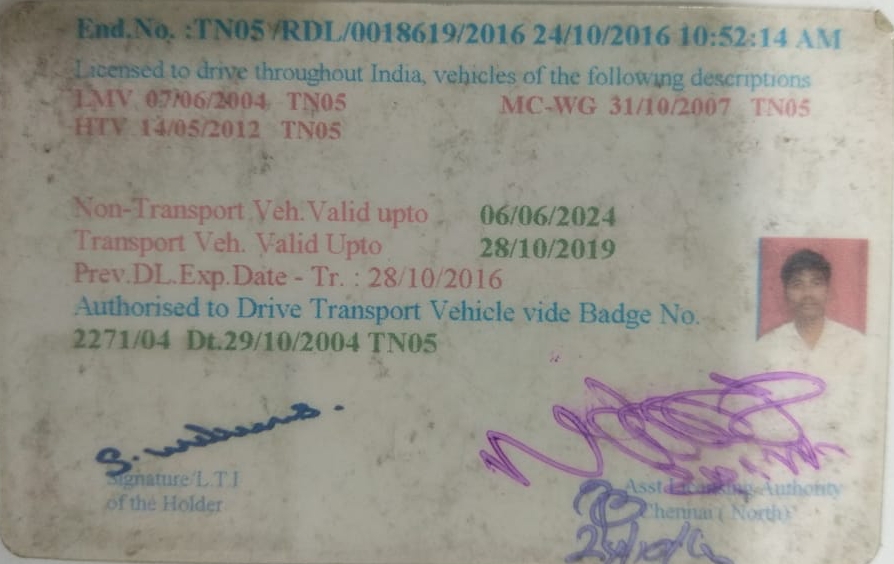 End.No. :TN05 /RDL/0018619/2016 24/10/2016 10:52:14 AM
Licensed to drive throughout India, vehicles of the following descriptions
LMV 07/06/2004 TN05 MC-WG 31/10/2007 TN05
HTV 14/05/2012 TN05
Non-Transport Veh.Valid upto 06/06/2024
Transport Veh. Valid Upto 28/10/2019
Prev.DL.Exp.Date - Tr. : 28/10/2016
Authorised to Drive Transport Vehicle vide Badge No.
2271/04 Dt.29/10/2004 TN05
Signature/L.T.I
of the Holder
Asst Licensing Authority
Chennai ( North)